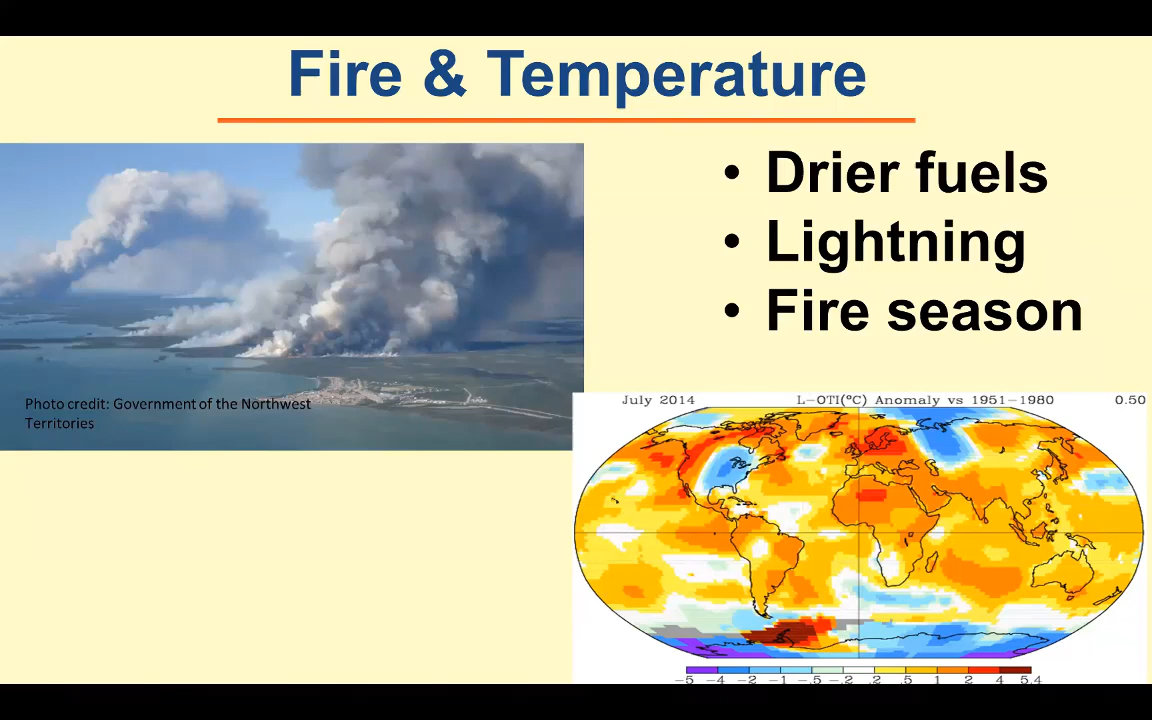 Fire & Temperature
• Drier fuels
• Lightning
• Fire season
Photo credit: Government of the Northwest
Territories
July 2014 L-OTI(°C) Anomaly vs 1951-1980 0.50
-5 -4 -2 -1 -.5 -.2 .2 .5 1 2 4 5.4